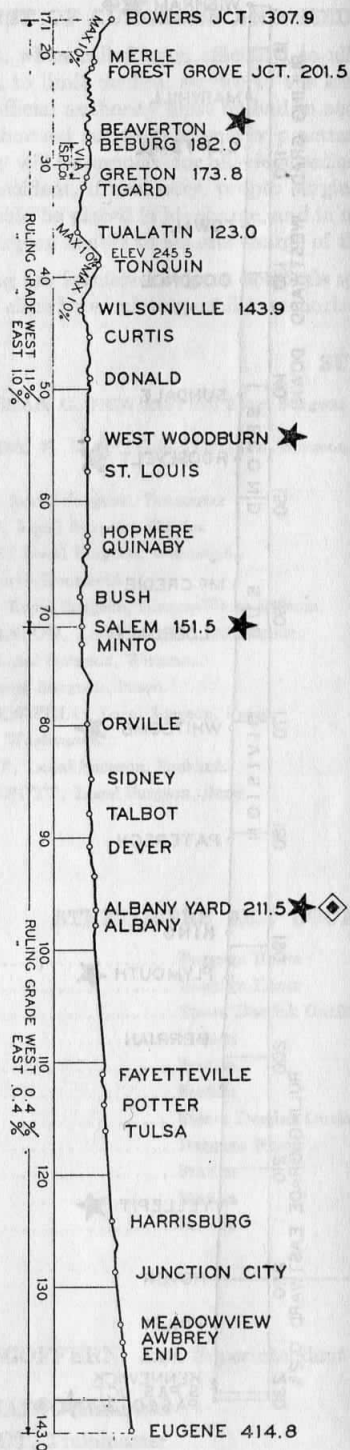 BOWERS JCT. 307.9
17.1
MAX 10%
20
MERLE
FOREST GROVE JCT. 201.5
BEAVERTON
BEBURG 182.0
VIA
30
GRETON 173.8
TIGARD
TUALATIN 123.0
ELEV 245.5
MAX 10%
TONQUIN
40
MAX 10%
WILSONVILLE 143.9
CURTIS
RULING GRADE WEST 1.1%
" EAST 1.0%
DONALD
50
WEST WOODBURN
ST. LOUIS
60
HOPMERE
QUINABY
BUSH
70
SALEM 151.5
MINTO
ORVILLE
80
SIDNEY
TALBOT
90
DEVER
ALBANY YARD 211.5
ALBANY
100
RULING GRADE WEST 0.4%
" EAST 0.4%
FAYETTEVILLE
110
POTTER
TULSA
120
HARRISBURG
JUNCTION CITY
130
MEADOWVIEW
AWBREY
ENID
143.0
EUGENE 414.8